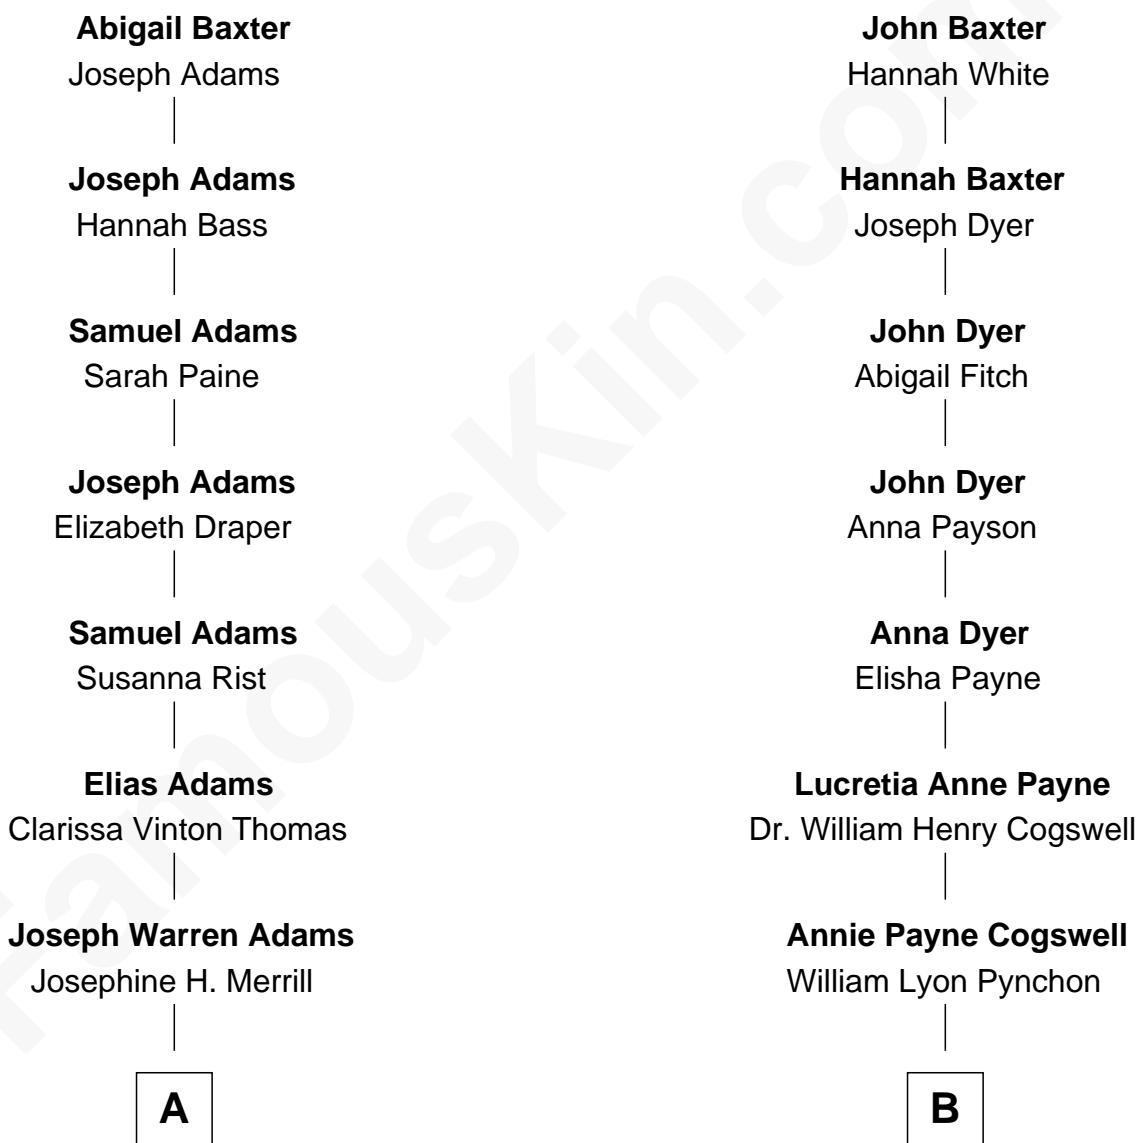 Abigail Baxter
Joseph Adams
Joseph Adams
Hannah Bass
Samuel Adams
Sarah Paine
Joseph Adams
Elizabeth Draper
Samuel Adams
Susanna Rist
Elias Adams
Clarissa Vinton Thomas
Joseph Warren Adams
Josephine H. Merrill
A
John Baxter
Hannah White
Hannah Baxter
Joseph Dyer
John Dyer
Abigail Fitch
John Dyer
Anna Payson
Anna Dyer
Elisha Payne
Lucretia Anne Payne
Dr. William Henry Cogswell
Annie Payne Cogswell
William Lyon Pynchon
B
FamousKin.com